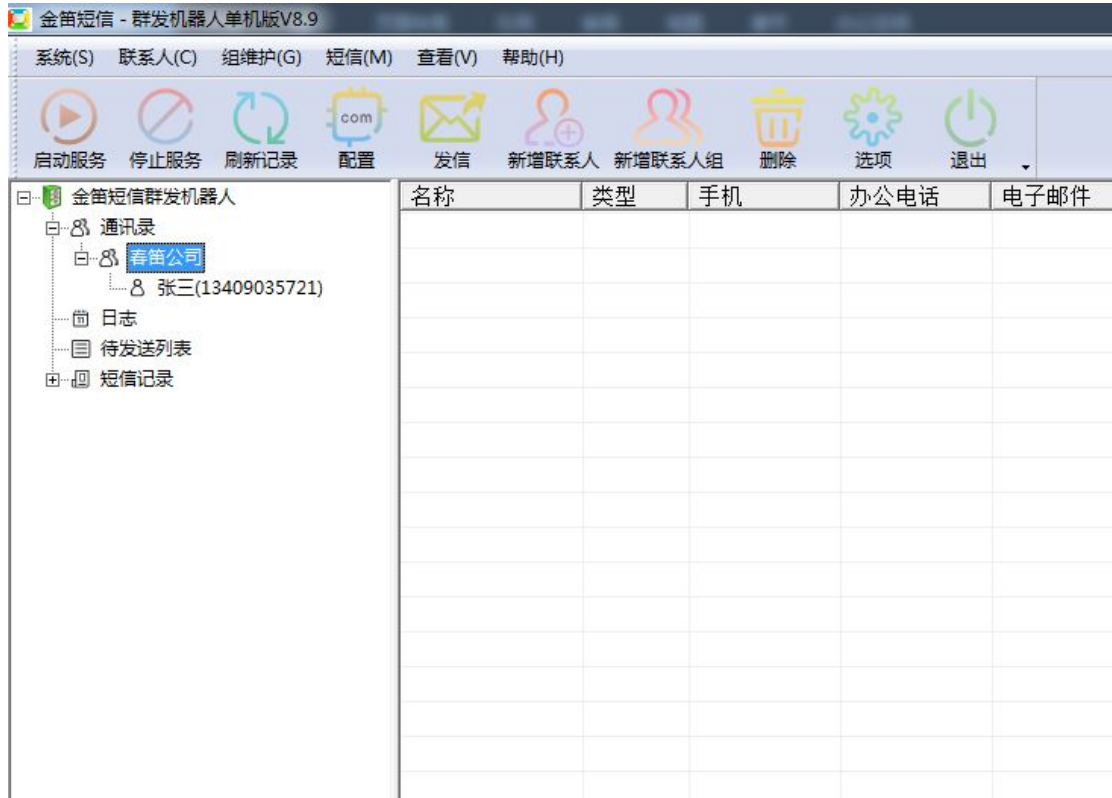 金笛短信 - 群发机器人单机版V8.9
系统(S) 联系人(C) 组维护(G) 短信(M) 查看(V) 帮助(H)
com
启动服务 停止服务 刷新记录 配置 发信 新增联系人 新增联系人组 删除 选项 退出
金笛短信群发机器人
名称 类型 手机 办公电话 电子邮件
通讯录
春笛公司
张三(13409035721)
日志
待发送列表
短信记录